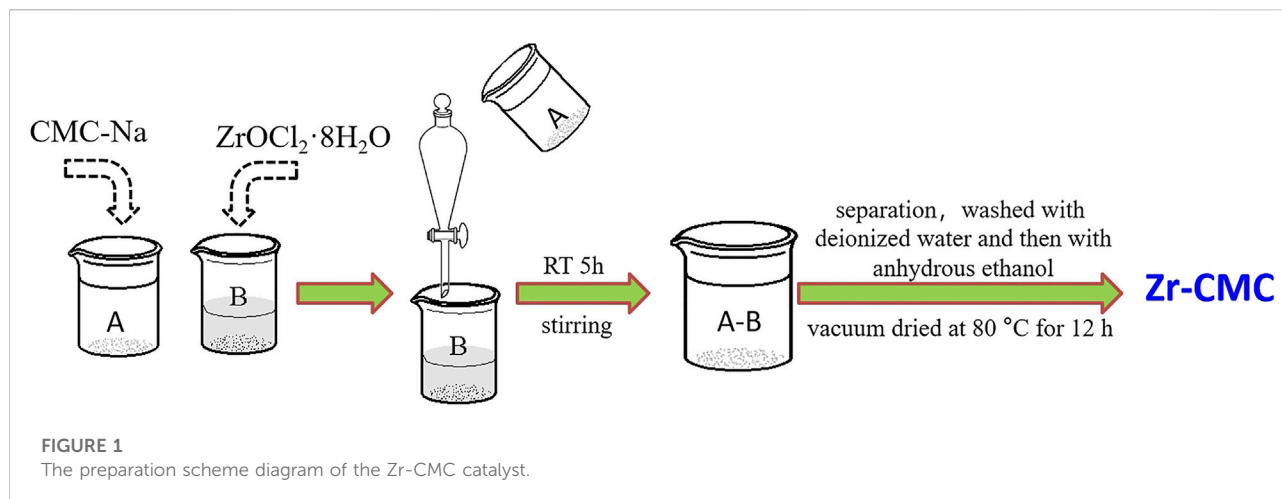 CMC-Na
ZrOCl₂·8H₂O
A
B
A
B
RT 5h
stirring
A-B
separation, washed with
deionized water and then with
anhydrous ethanol
vacuum dried at 80 °C for 12 h
Zr-CMC
FIGURE 1
The preparation scheme diagram of the Zr-CMC catalyst.